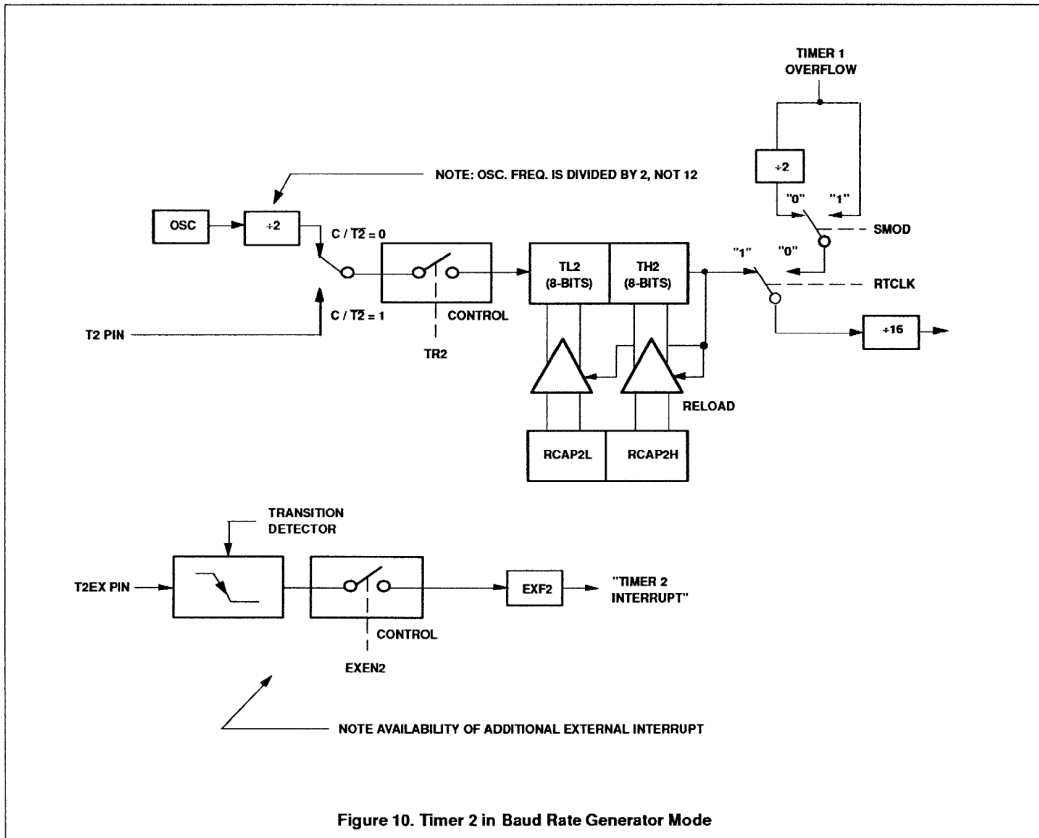 TIMER 1
OVERFLOW
÷2
"0" "1"
SMOD
NOTE: OSC. FREQ. IS DIVIDED BY 2, NOT 12
OSC
÷2
C / T̅2̅ = 0
TL2
(8-BITS)
TH2
(8-BITS)
"1" "0"
RTCLK
C / T̅2̅ = 1
CONTROL
T2 PIN
÷16
TR2
RELOAD
RCAP2L
RCAP2H
TRANSITION
DETECTOR
T2EX PIN
EXF2
"TIMER 2
INTERRUPT"
CONTROL
EXEN2
NOTE AVAILABILITY OF ADDITIONAL EXTERNAL INTERRUPT
Figure 10. Timer 2 in Baud Rate Generator Mode